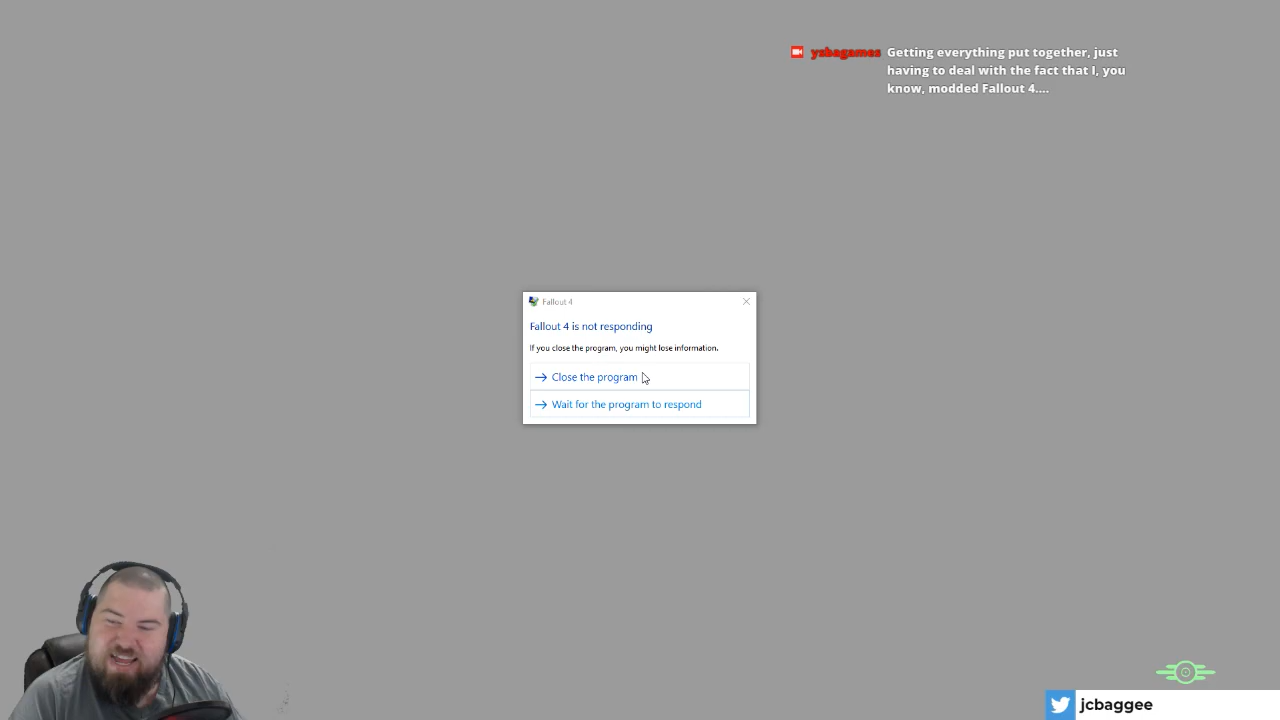 yzbagames Getting everything put together, just
having to deal with the fact that I, you
know, modded Fallout 4....
Fallout 4
Fallout 4 is not responding
If you close the program, you might lose information.
Close the program
Wait for the program to respond
jcbaggee